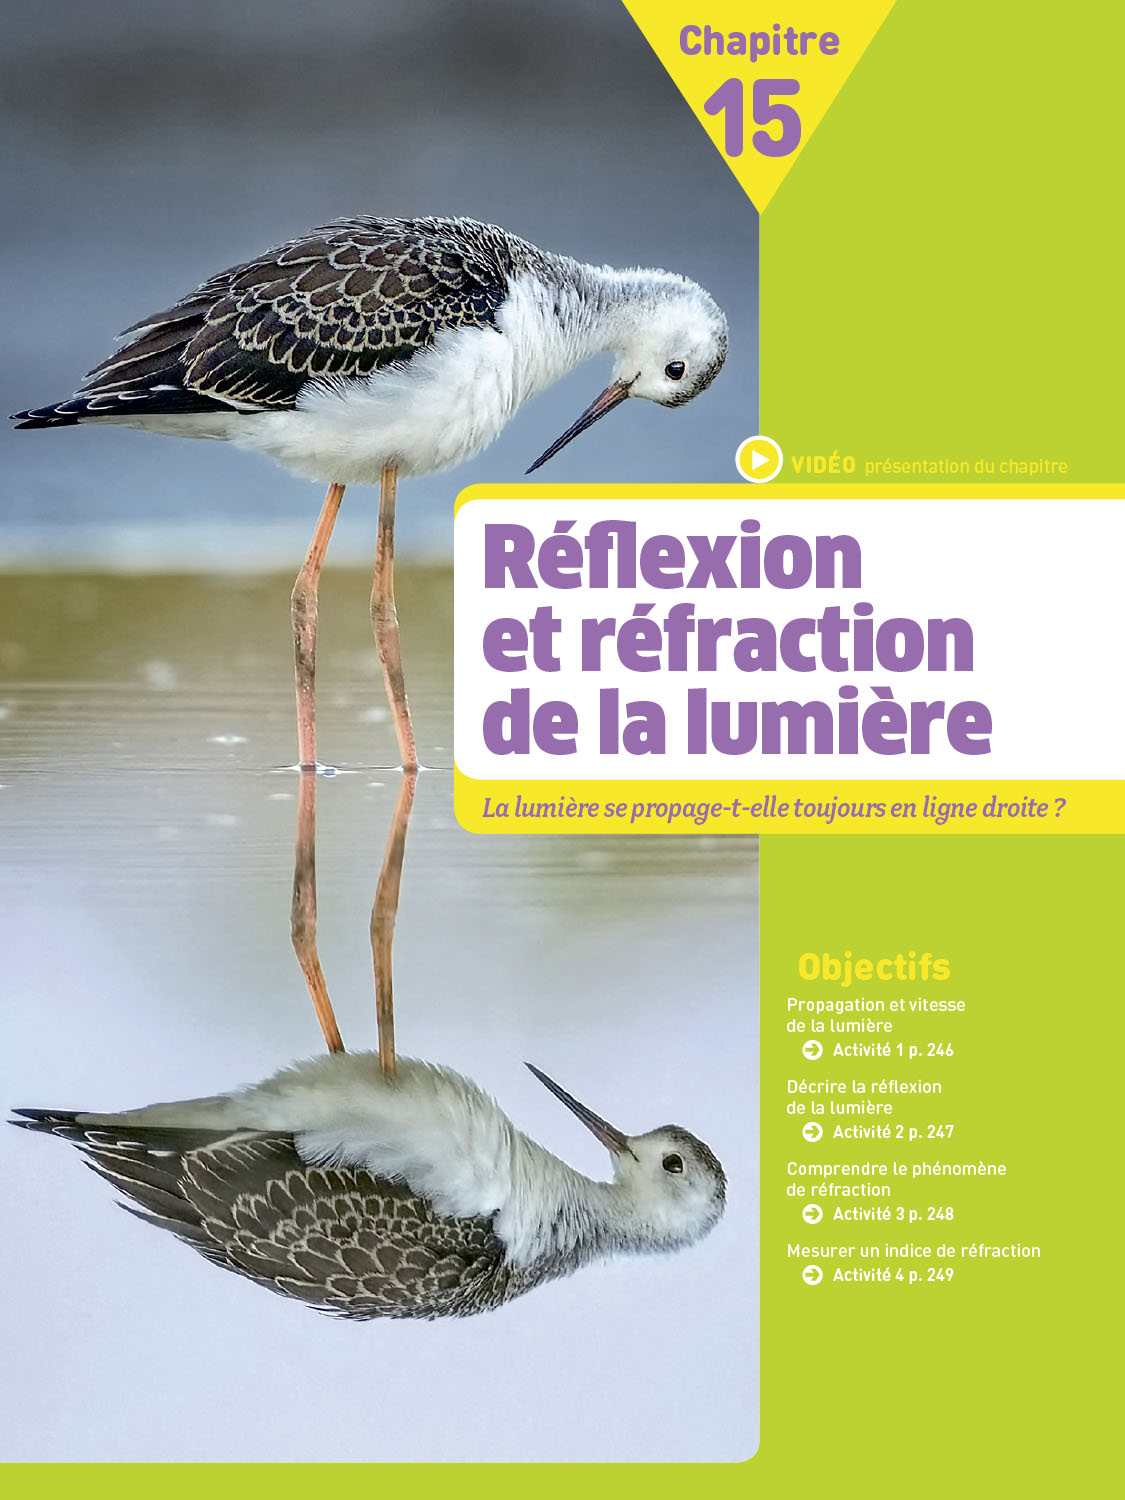 Chapitre
15
VIDÉO présentation du chapitre
Réflexion
et réfraction
de la lumière
La lumière se propage-t-elle toujours en ligne droite ?
Objectifs
Propagation et vitesse
de la lumière
Activité 1 p. 246
Décrire la réflexion
de la lumière
Activité 2 p. 247
Comprendre le phénomène
de réfraction
Activité 3 p. 248
Mesurer un indice de réfraction
Activité 4 p. 249